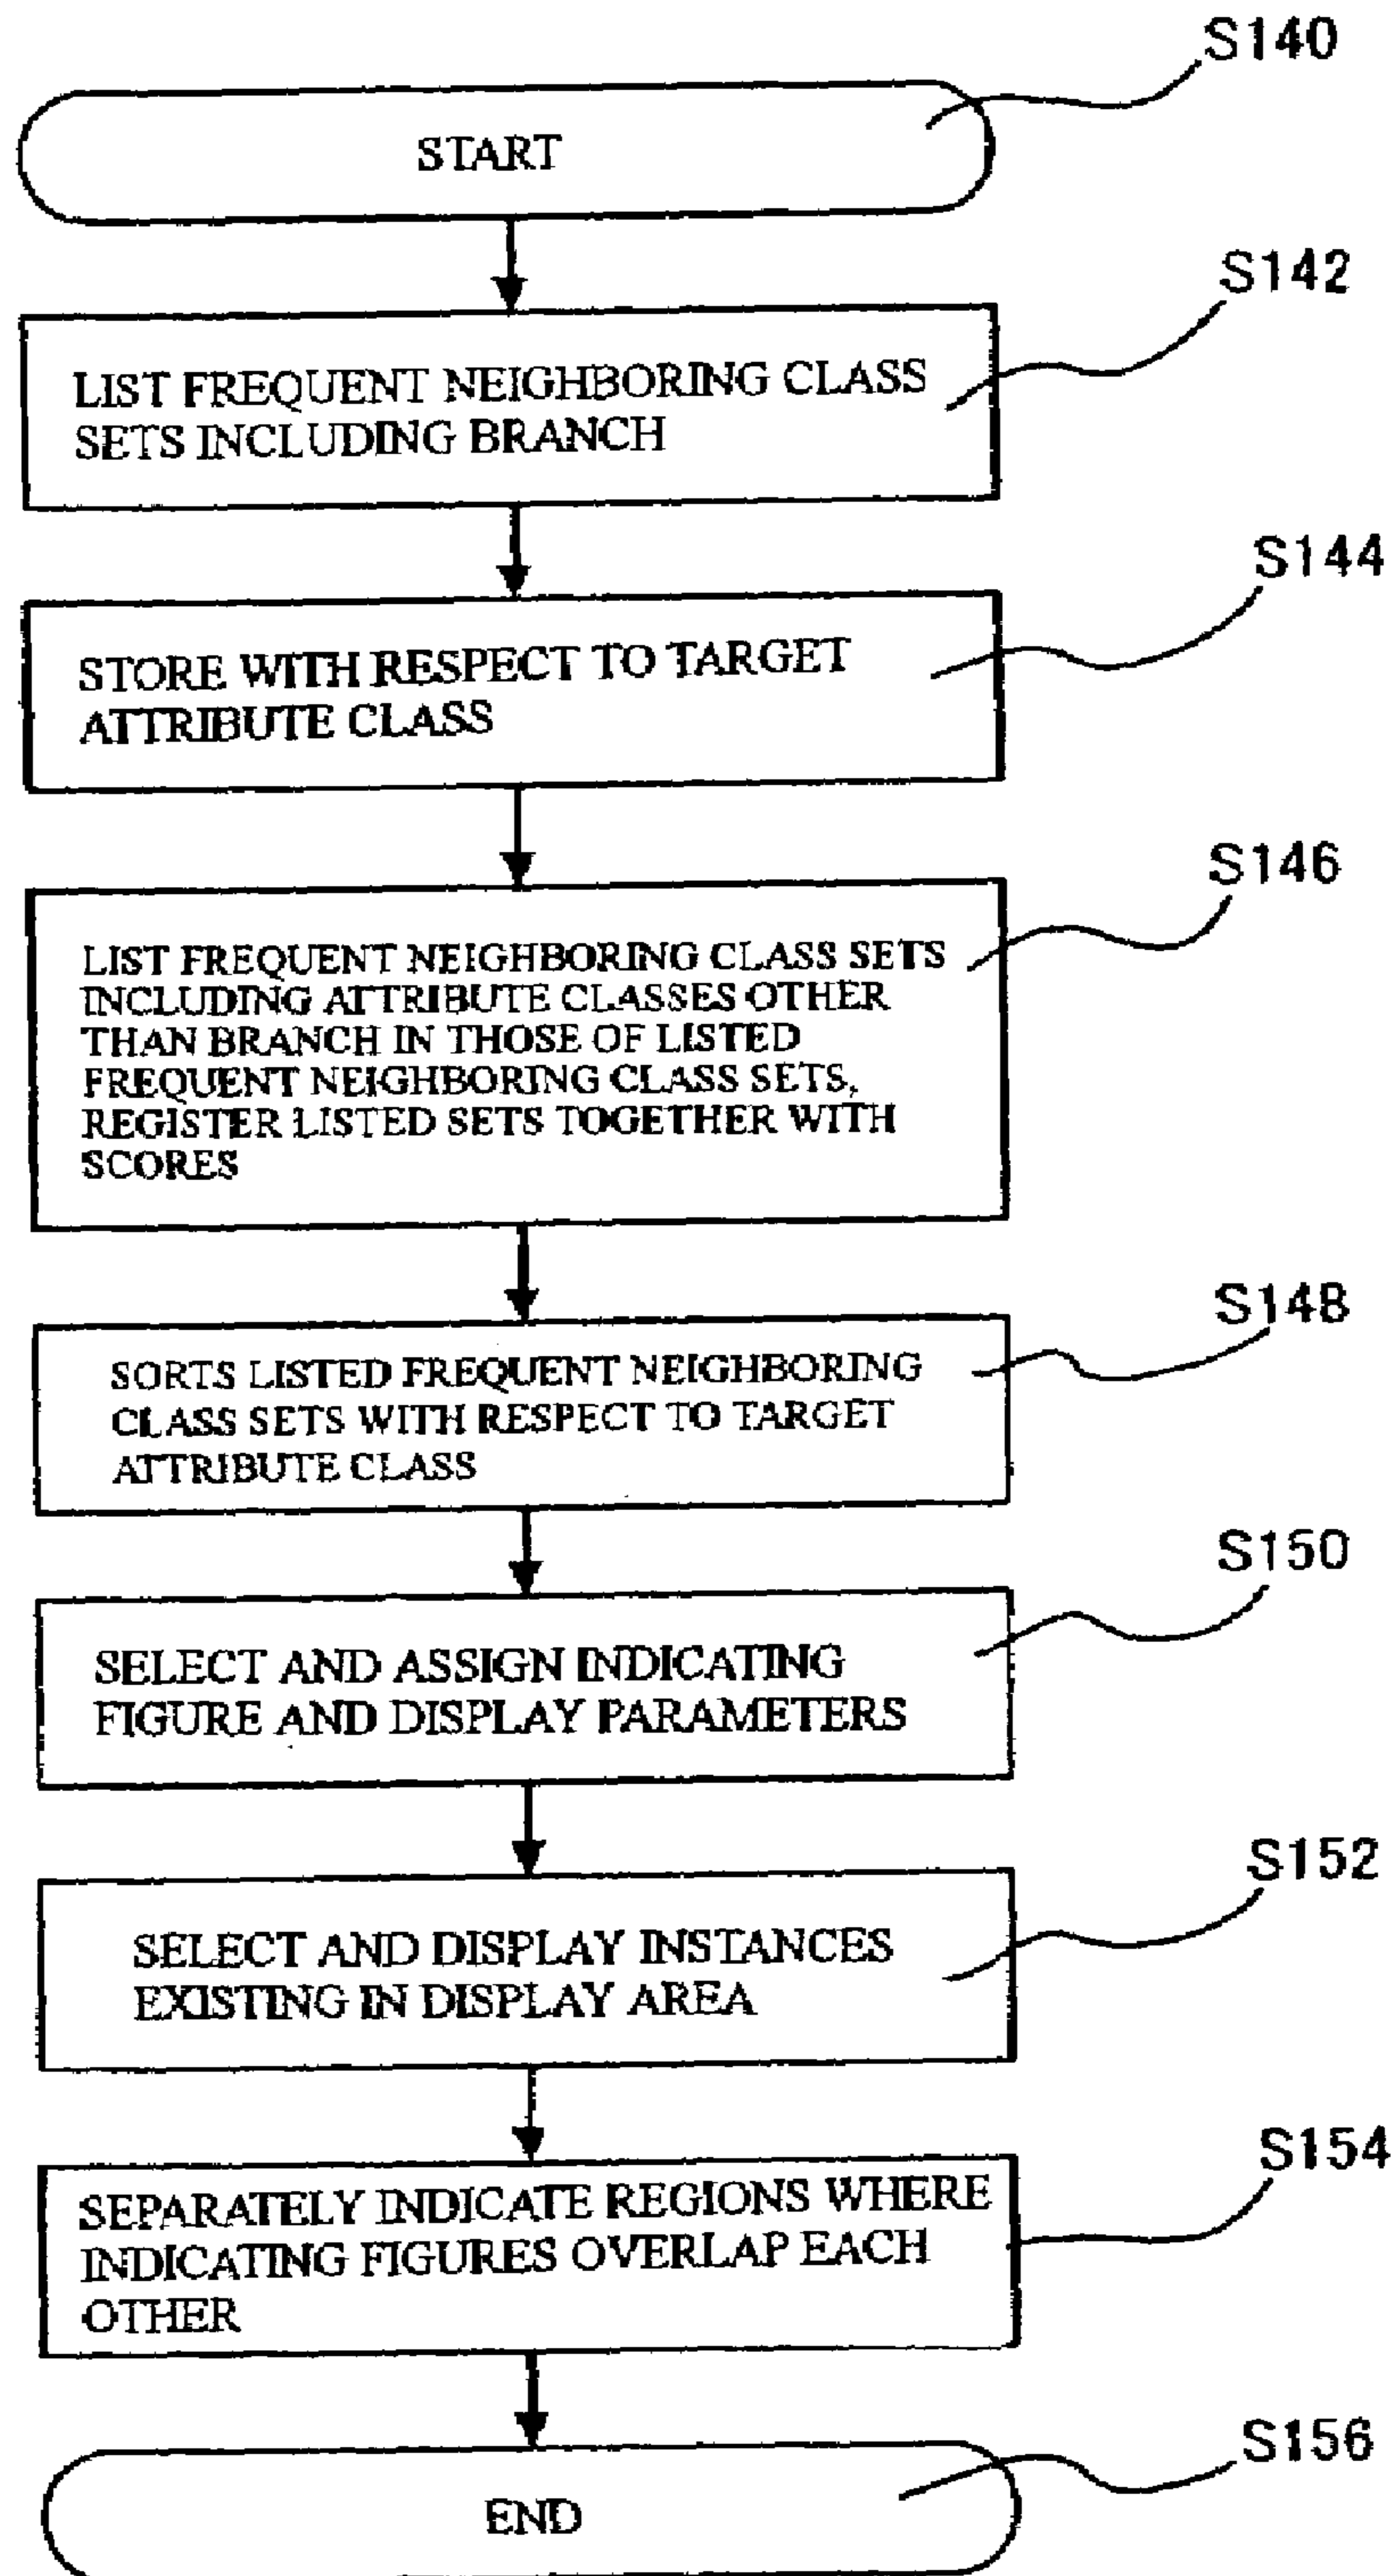 S140
START
S142
LIST FREQUENT NEIGHBORING CLASS
SETS INCLUDING BRANCH
S144
STORE WITH RESPECT TO TARGET
ATTRIBUTE CLASS
S146
LIST FREQUENT NEIGHBORING CLASS SETS
INCLUDING ATTRIBUTE CLASSES OTHER
THAN BRANCH IN THOSE OF LISTED
FREQUENT NEIGHBORING CLASS SETS,
REGISTER LISTED SETS TOGETHER WITH
SCORES
S148
SORTS LISTED FREQUENT NEIGHBORING
CLASS SETS WITH RESPECT TO TARGET
ATTRIBUTE CLASS
S150
SELECT AND ASSIGN INDICATING
FIGURE AND DISPLAY PARAMETERS
S152
SELECT AND DISPLAY INSTANCES
EXISTING IN DISPLAY AREA
S154
SEPARATELY INDICATE REGIONS WHERE
INDICATING FIGURES OVERLAP EACH
OTHER
S156
END